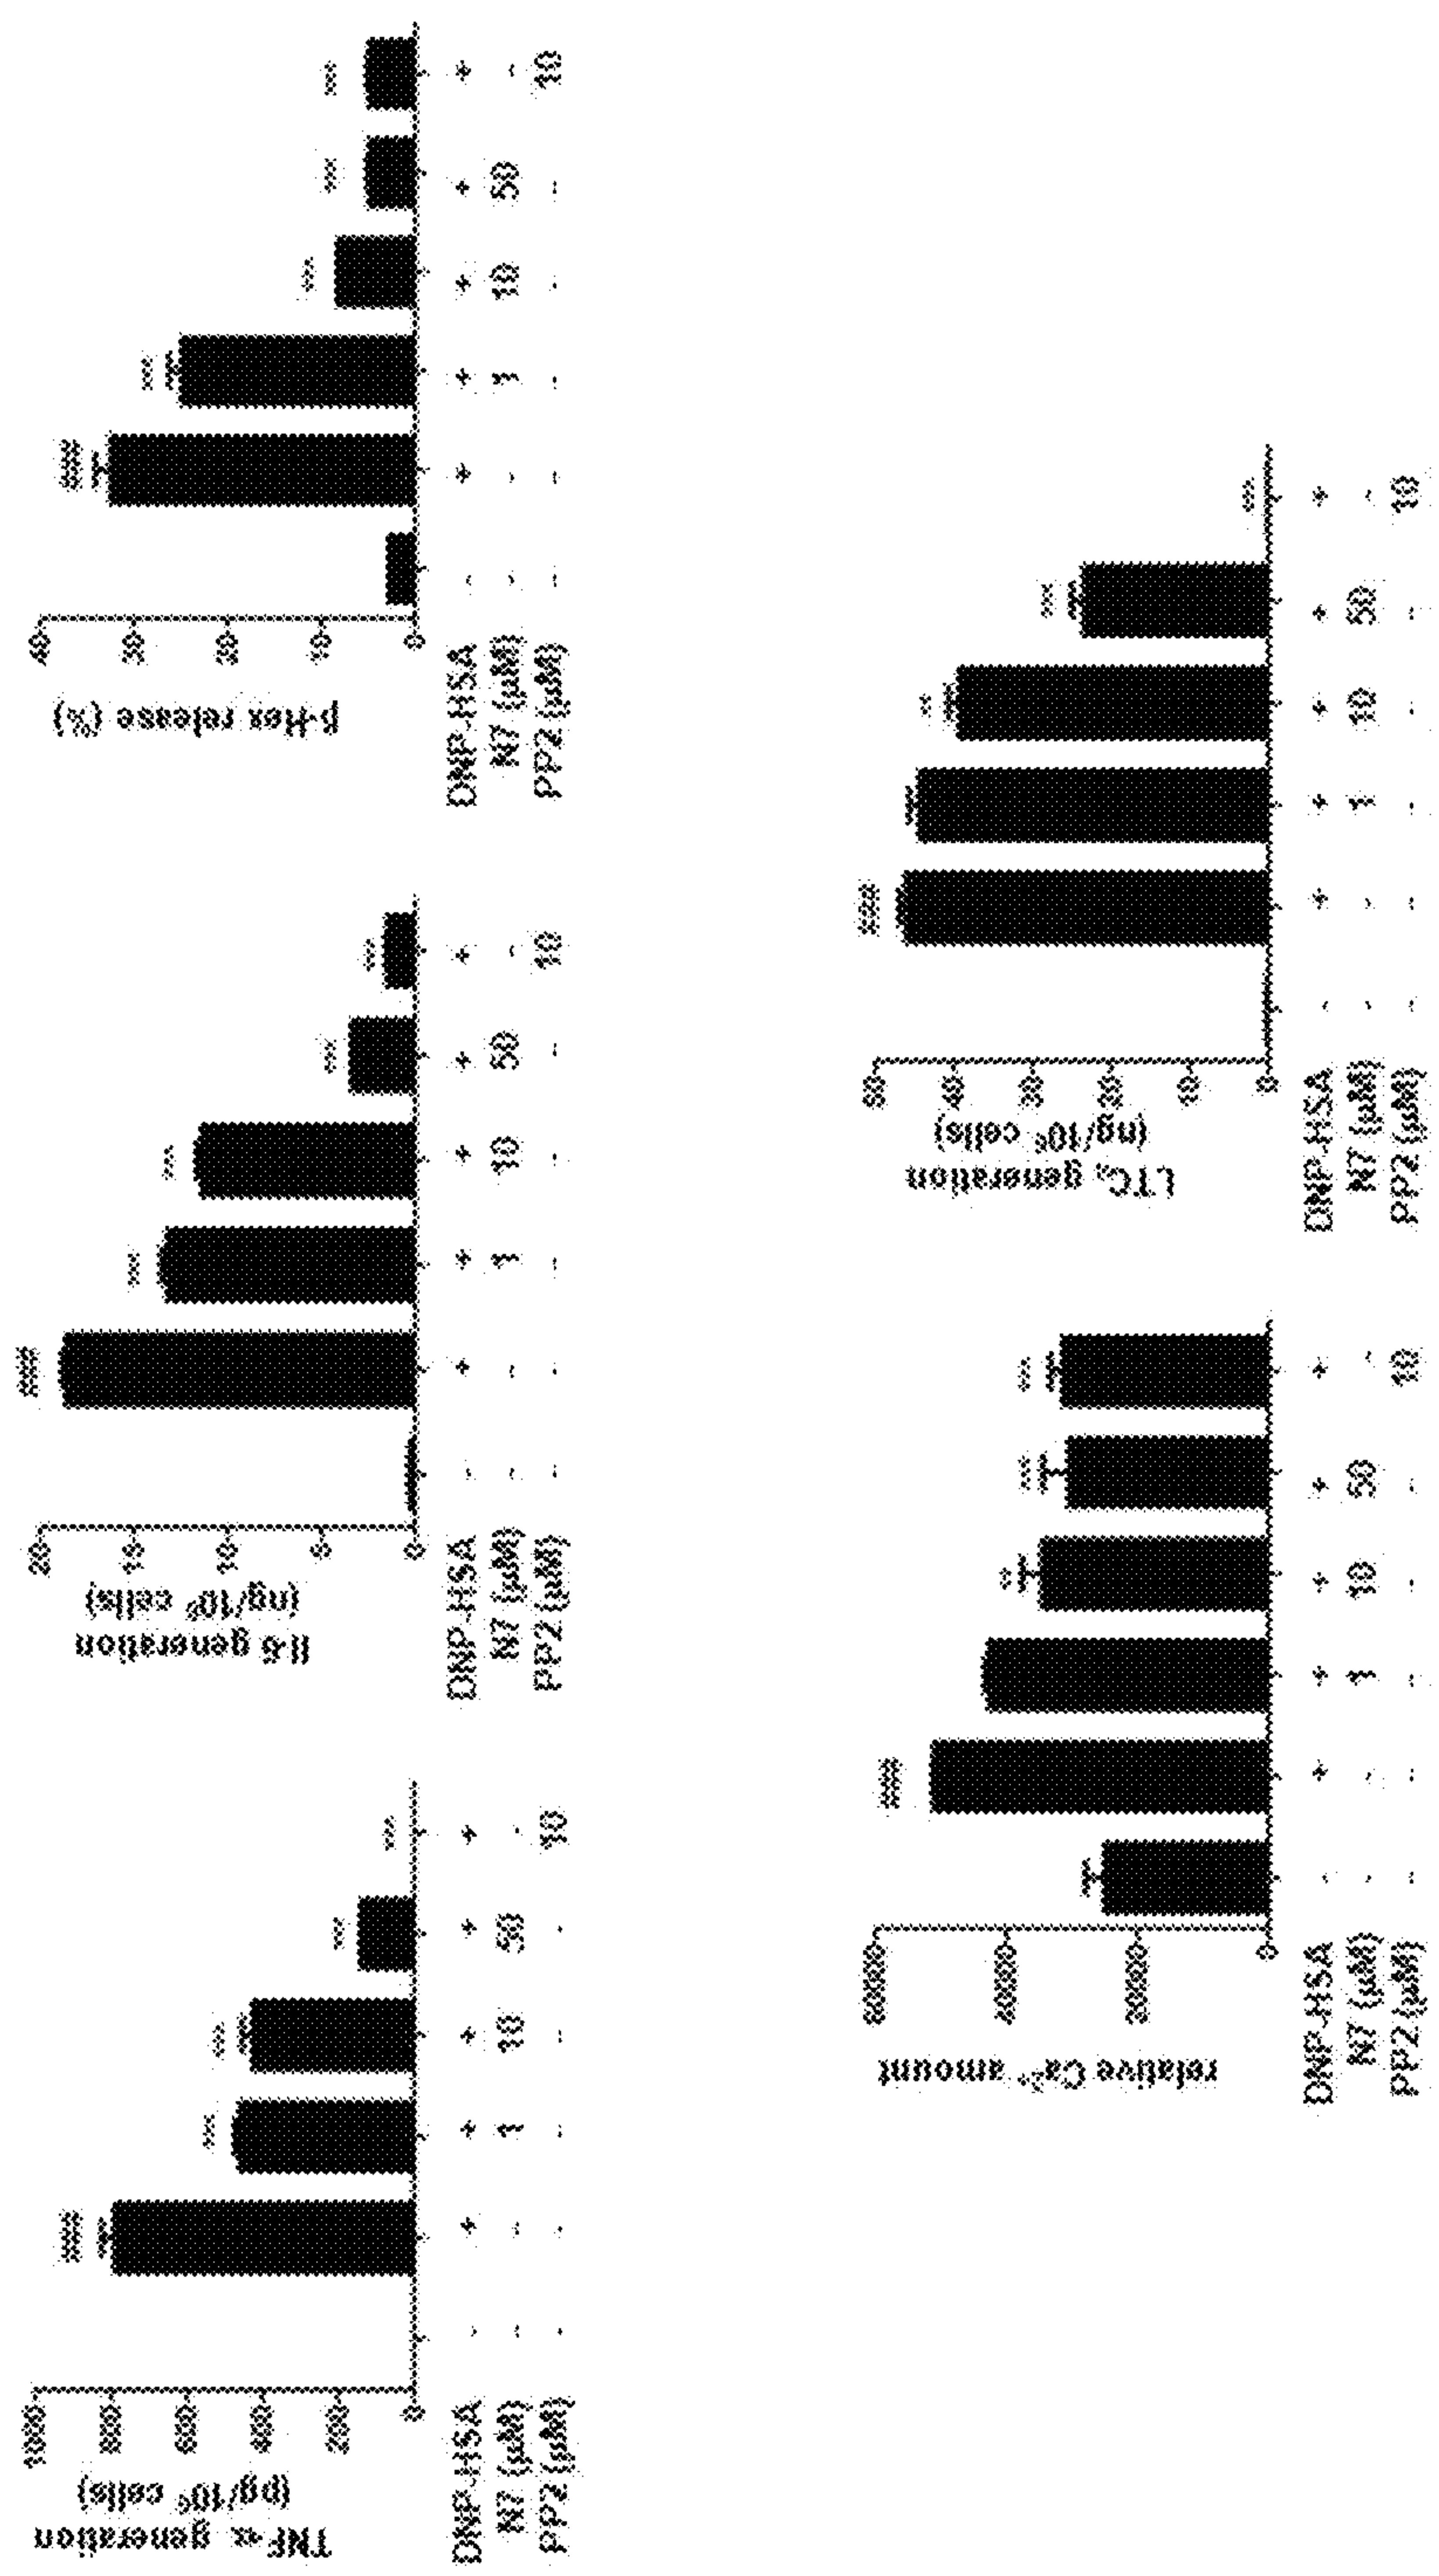 TNF-α generation
(pg/10⁶ cells)
1000
800
600
400
200
0
DNP-HSA - + + + + +
N7 (μM) - - 1 10 50 -
PP2 (μM) - - - - - 10
Il-6 generation
(ng/10⁶ cells)
20
15
10
5
0
DNP-HSA - + + + + +
N7 (μM) - - 1 10 50 -
PP2 (μM) - - - - - 10
β-Hex release (%)
40
30
20
10
0
DNP-HSA - + + + + +
N7 (μM) - - 1 10 50 -
PP2 (μM) - - - - - 10
relative Ca²⁺ amount
0
DNP-HSA - + + + + +
N7 (μM) - - 1 10 50 -
PP2 (μM) - - - - - 10
LTC₄ generation
(ng/10⁶ cells)
50
40
30
20
10
0
DNP-HSA - + + + + +
N7 (μM) - - 1 10 50 -
PP2 (μM) - - - - - 10